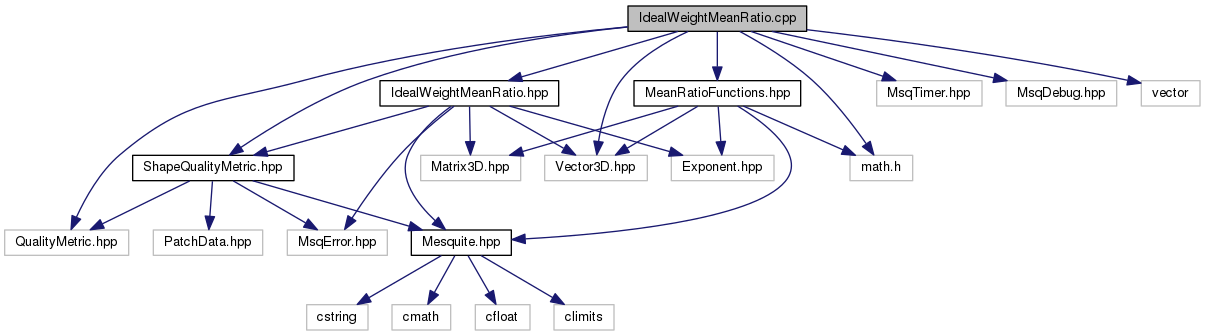 IdealWeightMeanRatio.cpp
IdealWeightMeanRatio.hpp
MeanRatioFunctions.hpp
MsqTimer.hpp
MsqDebug.hpp
vector
ShapeQualityMetric.hpp
Matrix3D.hpp
Vector3D.hpp
Exponent.hpp
math.h
QualityMetric.hpp
PatchData.hpp
MsqError.hpp
Mesquite.hpp
cstring
cmath
cfloat
climits